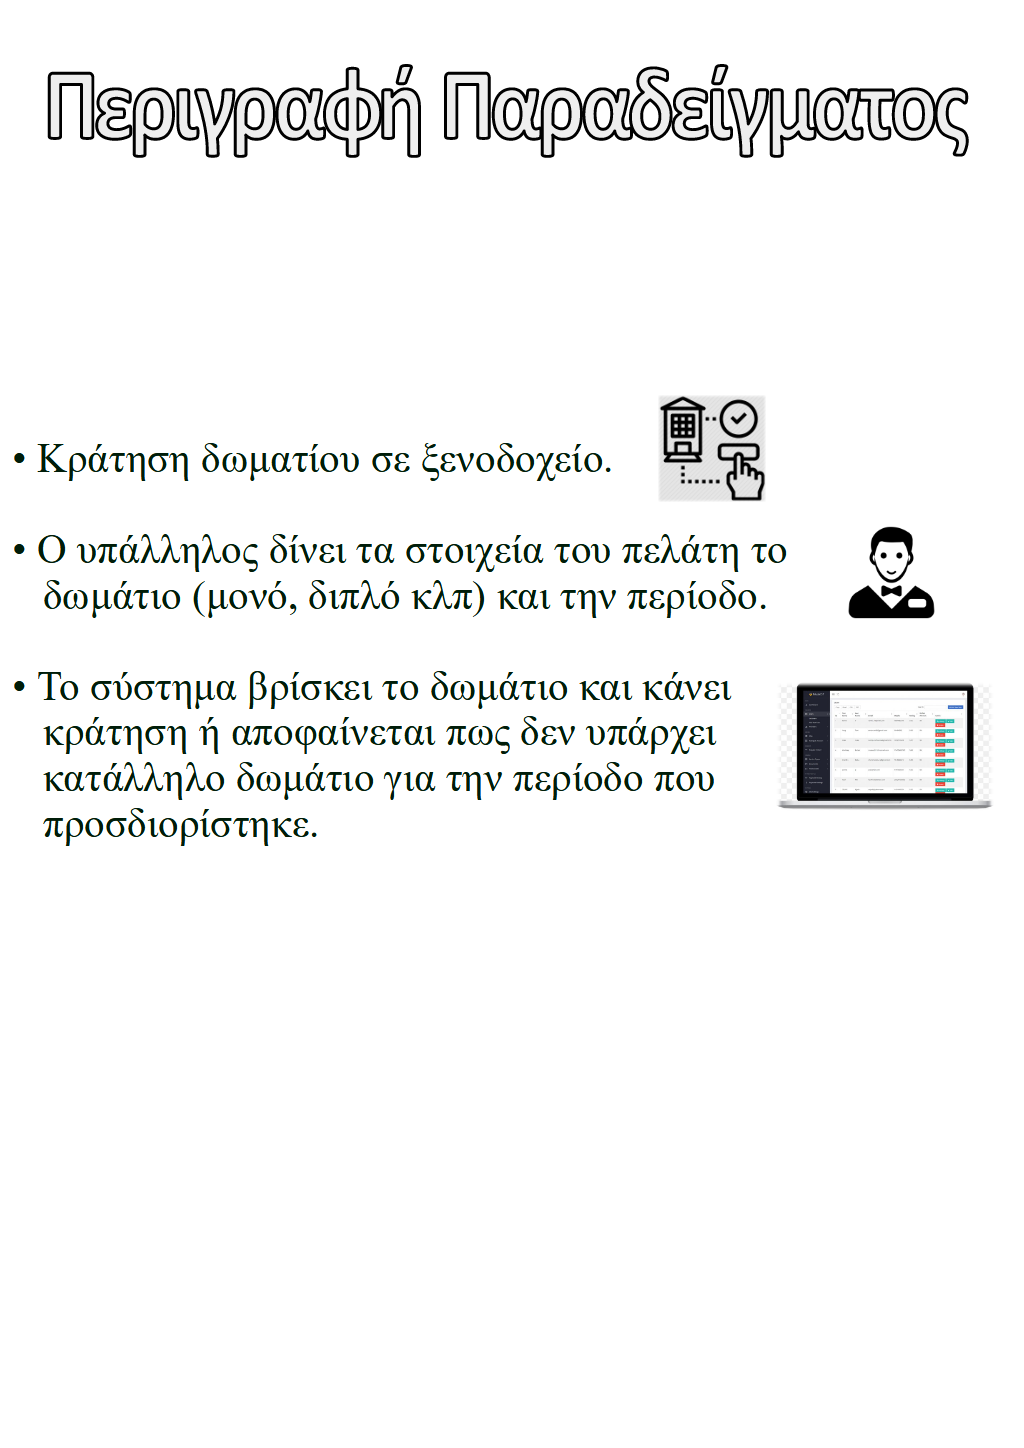 Περιγραφή Παραδείγματος
• Κράτηση δωματίου σε ξενοδοχείο.
• Ο υπάλληλος δίνει τα στοιχεία του πελάτη το
δωμάτιο (μονό, διπλό κλπ) και την περίοδο.
• Το σύστημα βρίσκει το δωμάτιο και κάνει
κράτηση ή αποφαίνεται πως δεν υπάρχει
κατάλληλο δωμάτιο για την περίοδο που
προσδιορίστηκε.